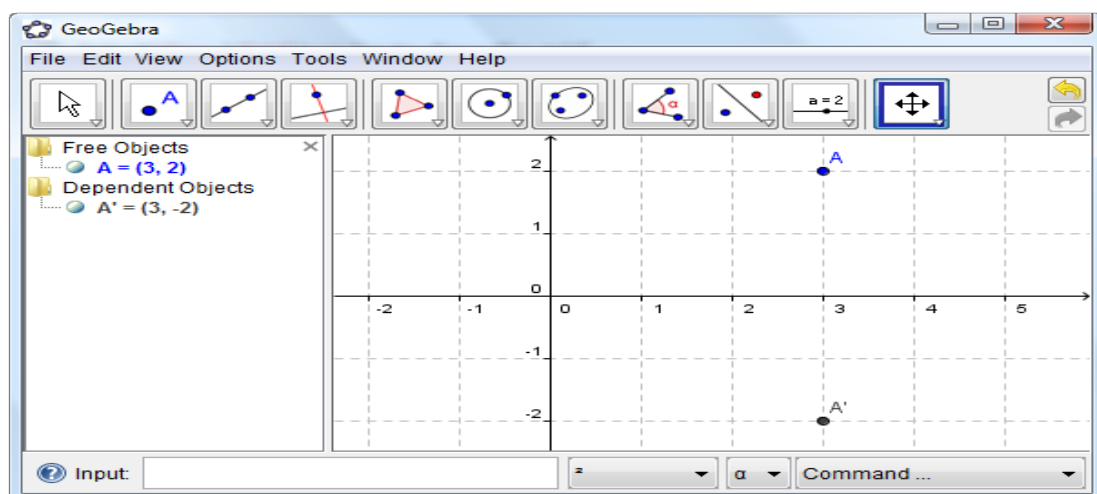 GeoGebra
File Edit View Options Tools Window Help
A
α
a = 2
Free Objects
A = (3, 2)
Dependent Objects
A' = (3, -2)
2
A
1
0
-2 -1 0 1 2 3 4 5
-1
-2
A'
Input:
²
α
Command ...